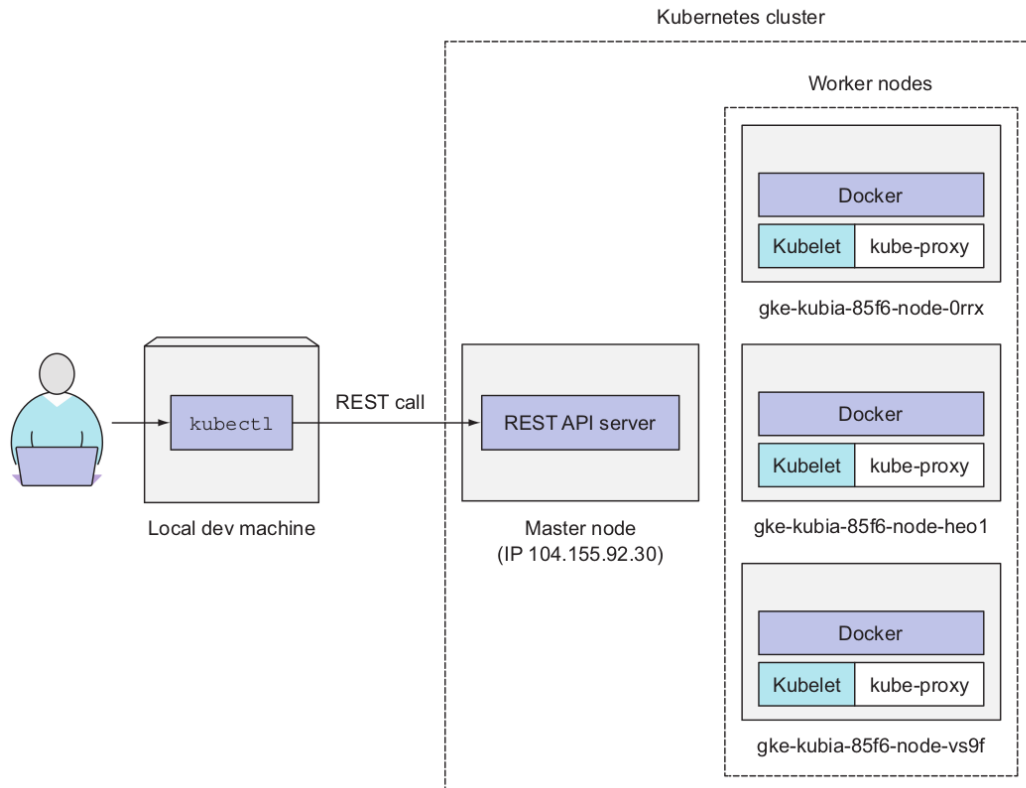 Kubernetes cluster
Worker nodes
Docker
Kubelet
kube-proxy
gke-kubia-85f6-node-0rrx
kubectl
Local dev machine
REST call
REST API server
Master node
(IP 104.155.92.30)
Docker
Kubelet
kube-proxy
gke-kubia-85f6-node-heo1
Docker
Kubelet
kube-proxy
gke-kubia-85f6-node-vs9f